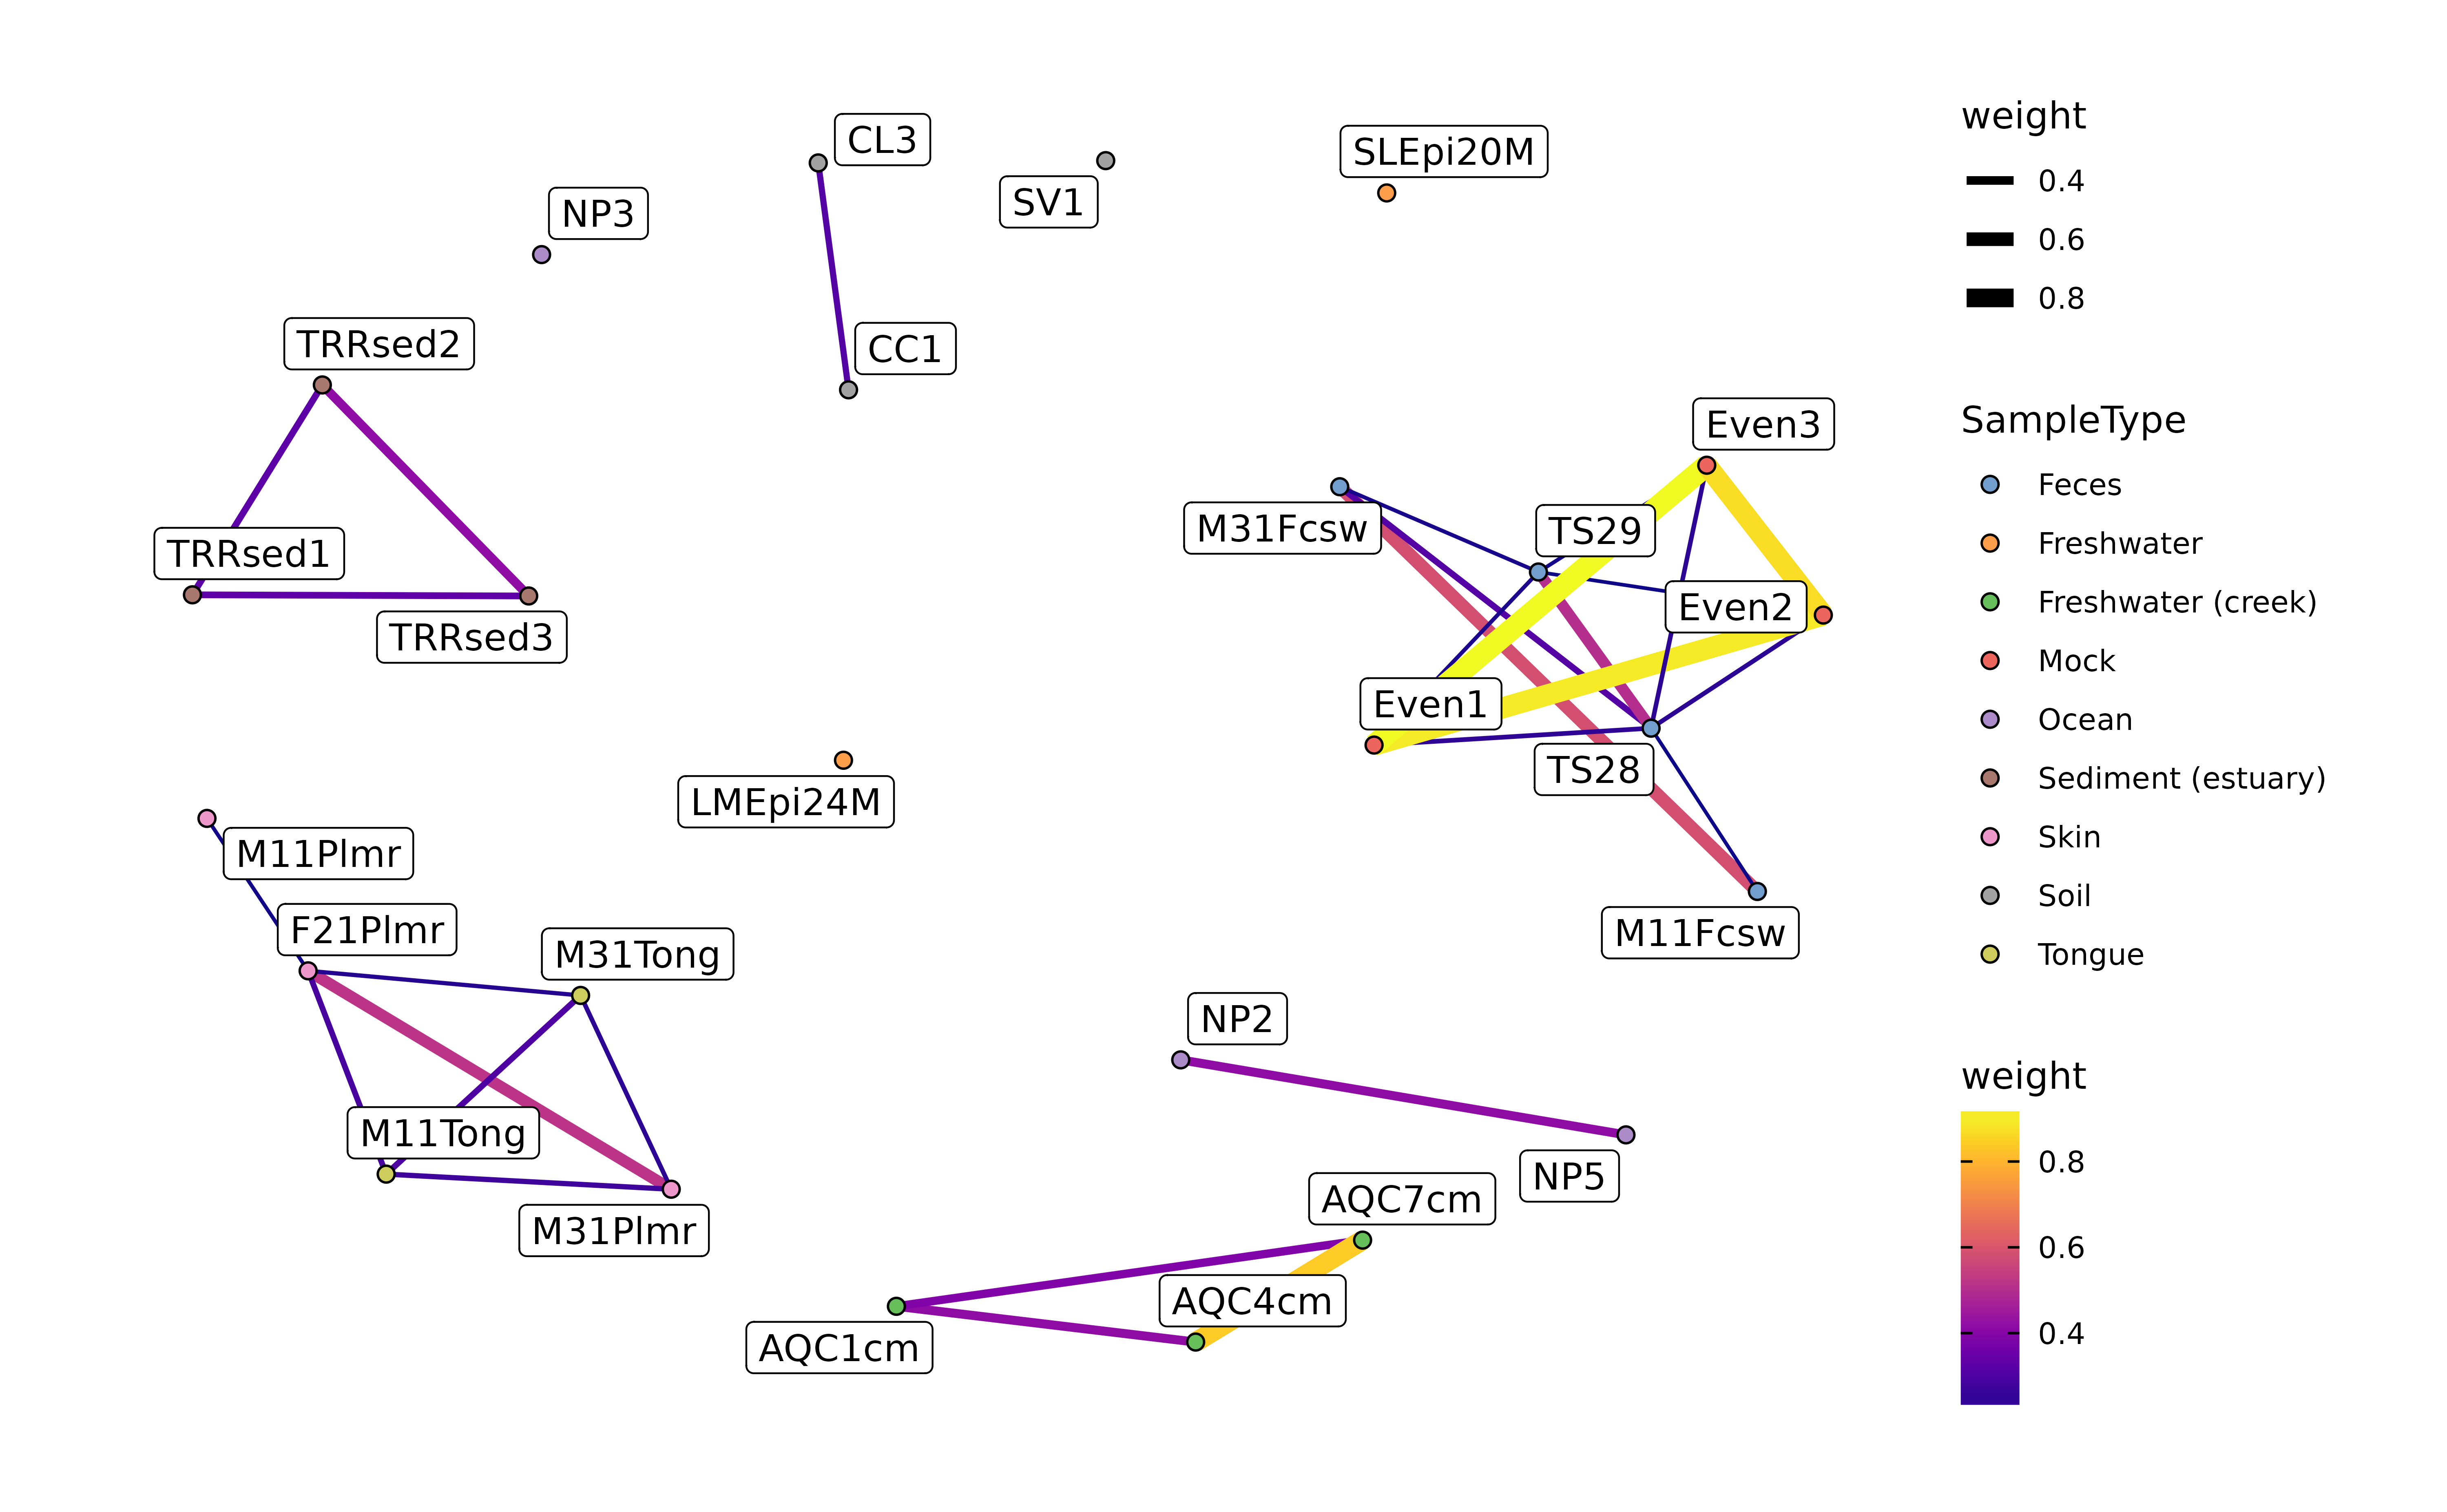 CL3
SV1
SLEpi20M
NP3
TRRsed2
CC1
Even3
M31Fcsw
TS29
TRRsed1
Even2
TRRsed3
Even1
TS28
LMEpi24M
M11Plmr
F21Plmr
M31Tong
M11Fcsw
NP2
M11Tong
NP5
AQC7cm
M31Plmr
AQC4cm
AQC1cm
weight
0.4
0.6
0.8
SampleType
Feces
Freshwater
Freshwater (creek)
Mock
Ocean
Sediment (estuary)
Skin
Soil
Tongue
weight
0.8
0.6
0.4